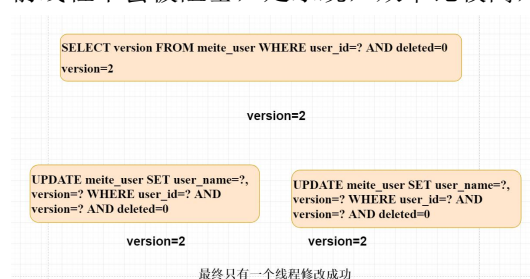 SELECT version FROM meite_user WHERE user_id=? AND deleted=0
version=2
version=2
UPDATE meite_user SET user_name=?,
version=? WHERE user_id=? AND
version=? AND deleted=0
UPDATE meite_user SET user_name=?,
version=? WHERE user_id=? AND
version=? AND deleted=0
version=2
version=2
最终只有一个线程修改成功